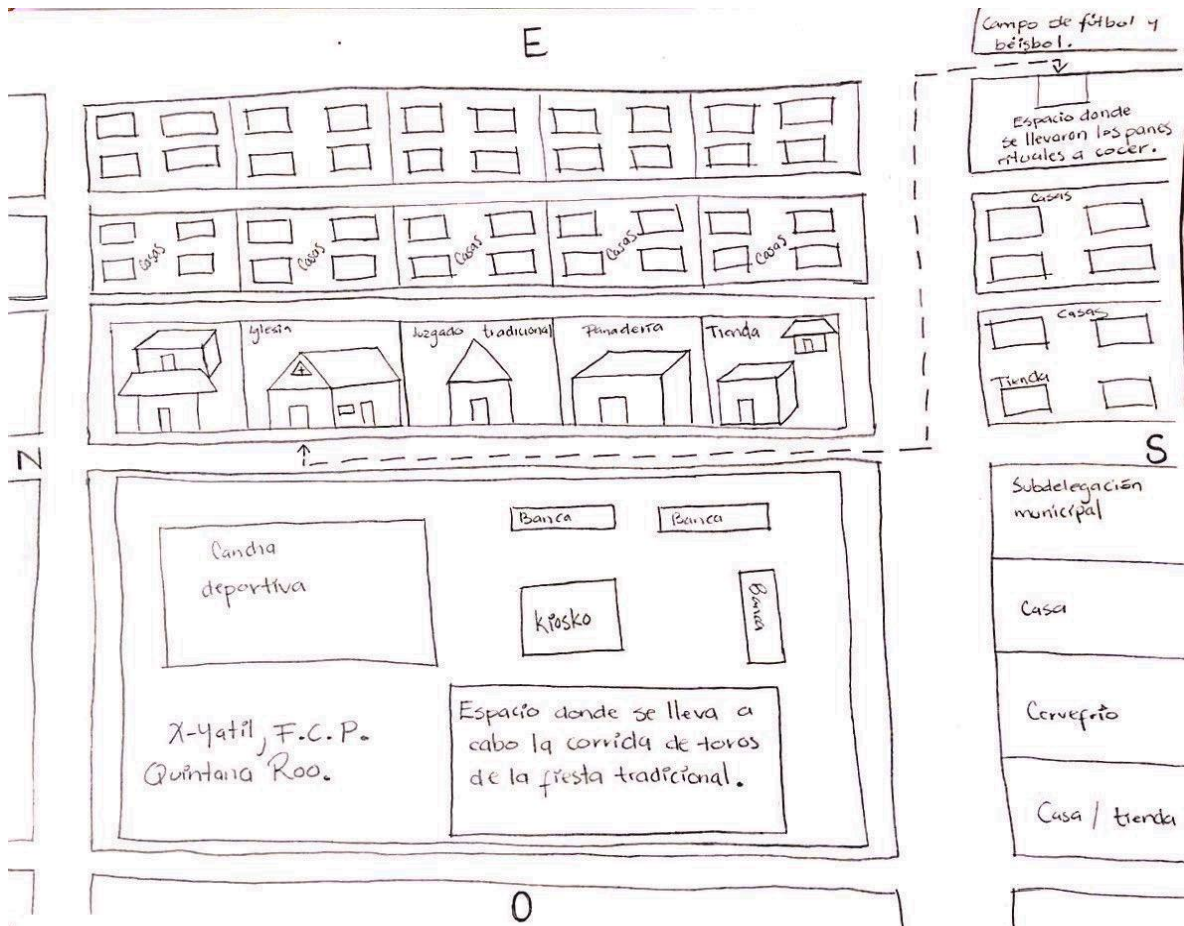 E
Campo de fútbol y
béisbol.
Espacio donde
se llevaron los panes
rituales a cocer.
Casas
Casas
Casas
Casas
Casas
Casas
Iglesia
Juzgado tradicional
Panadería
Tienda
Casas
Tienda
N
S
Subdelegación
municipal
Casa
Cervefrío
Casa / tienda
Cancha
deportiva
Banca
Banca
Banca
kiosko
X-Yatil, F.C.P.
Quintana Roo.
Espacio donde se lleva a
cabo la corrida de toros
de la fiesta tradicional.
O